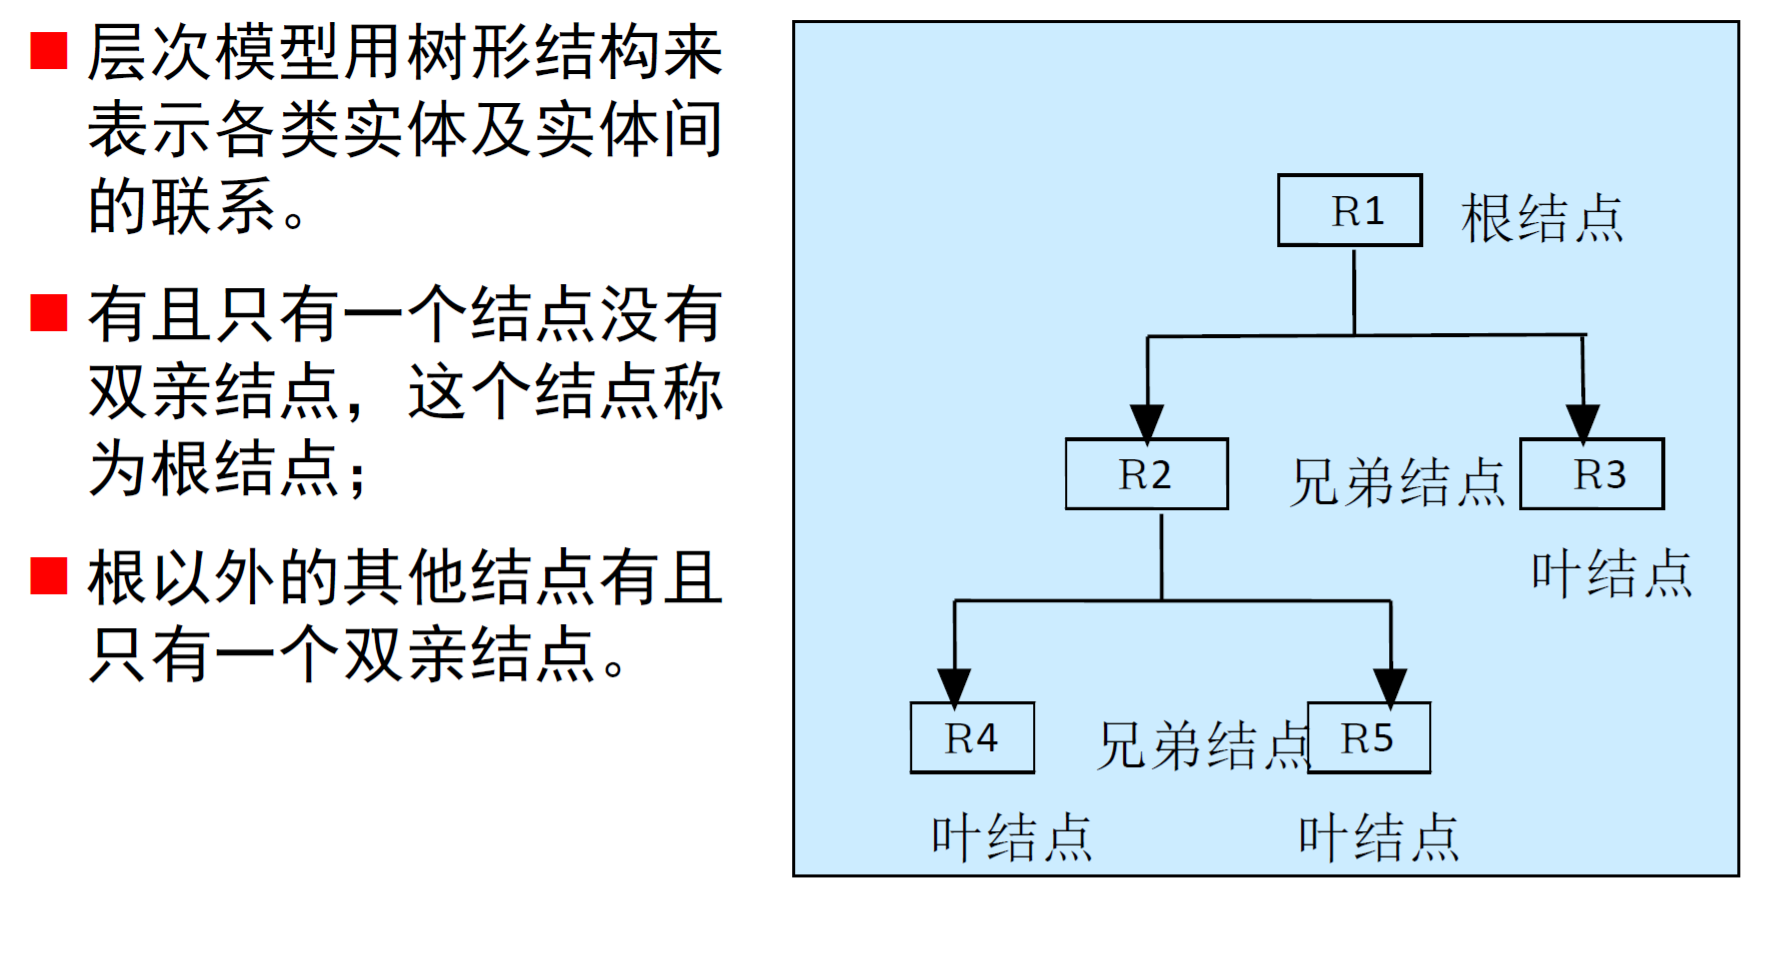 层次模型用树形结构来
表示各类实体及实体间
的联系。
有且只有一个结点没有
双亲结点，这个结点称
为根结点；
根以外的其他结点有且
只有一个双亲结点。
R1 根结点
R2 兄弟结点 R3
叶结点
R4 兄弟结点 R5
叶结点 叶结点